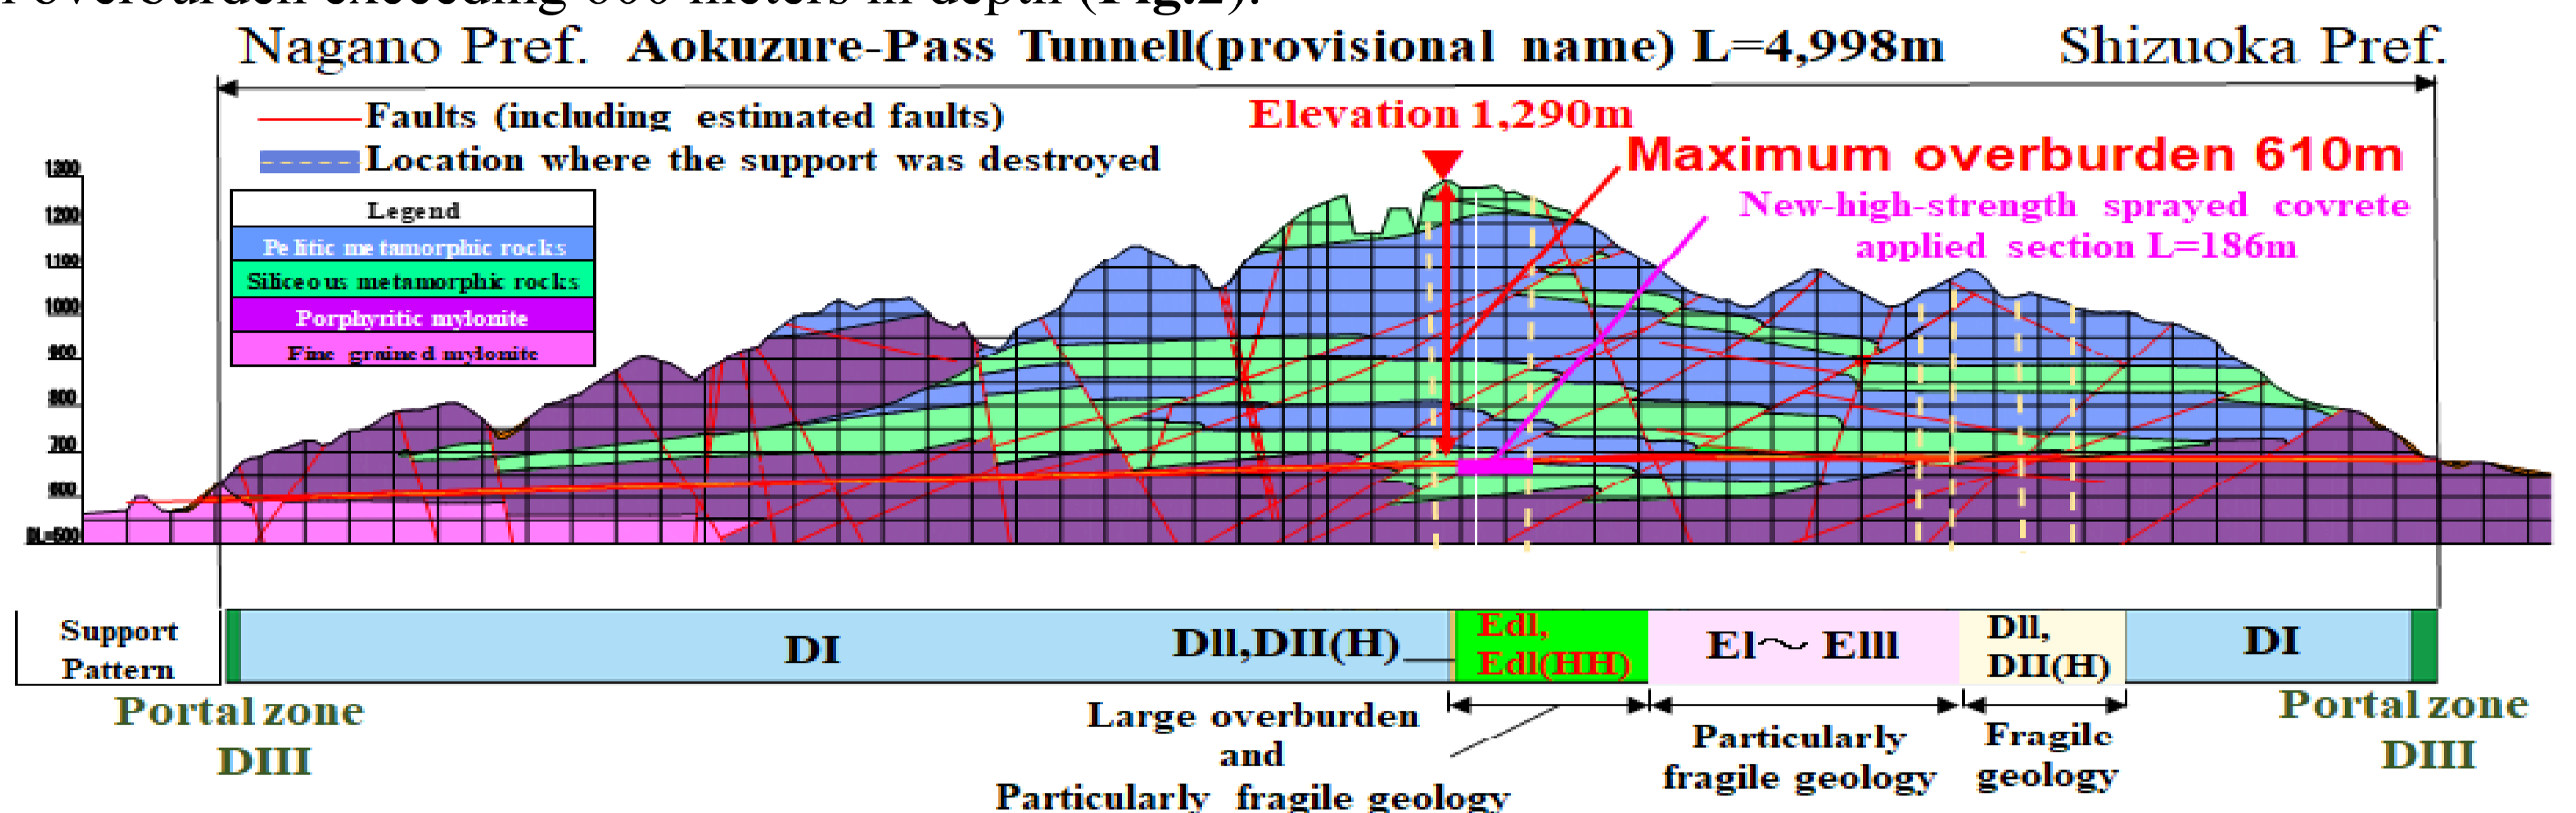 overburden exceeding 600 meters in depth (Fig.2).
Nagano Pref. Aokuzure-Pass Tunnell(provisional name) L=4,998m Shizuoka Pref.
Faults (including estimated faults)
Elevation 1,290m
Location where the support was destroyed
Maximum overburden 610m
New-high-strength sprayed covrete
applied section L=186m
Legend
Pelitic metamorphic rocks
Siliceous metamorphic rocks
Porphyritic mylonite
Fine grained mylonite
1300
1200
1100
1000
900
800
700
600
DL=500
Support
Pattern
DI
DII,DII(H)
EdI,
EdI(HH)
EI～ EIII
DII,
DII(H)
DI
Portal zone
DIII
Large overburden
and
Particularly fragile geology
Particularly
fragile geology
Fragile
geology
Portal zone
DIII